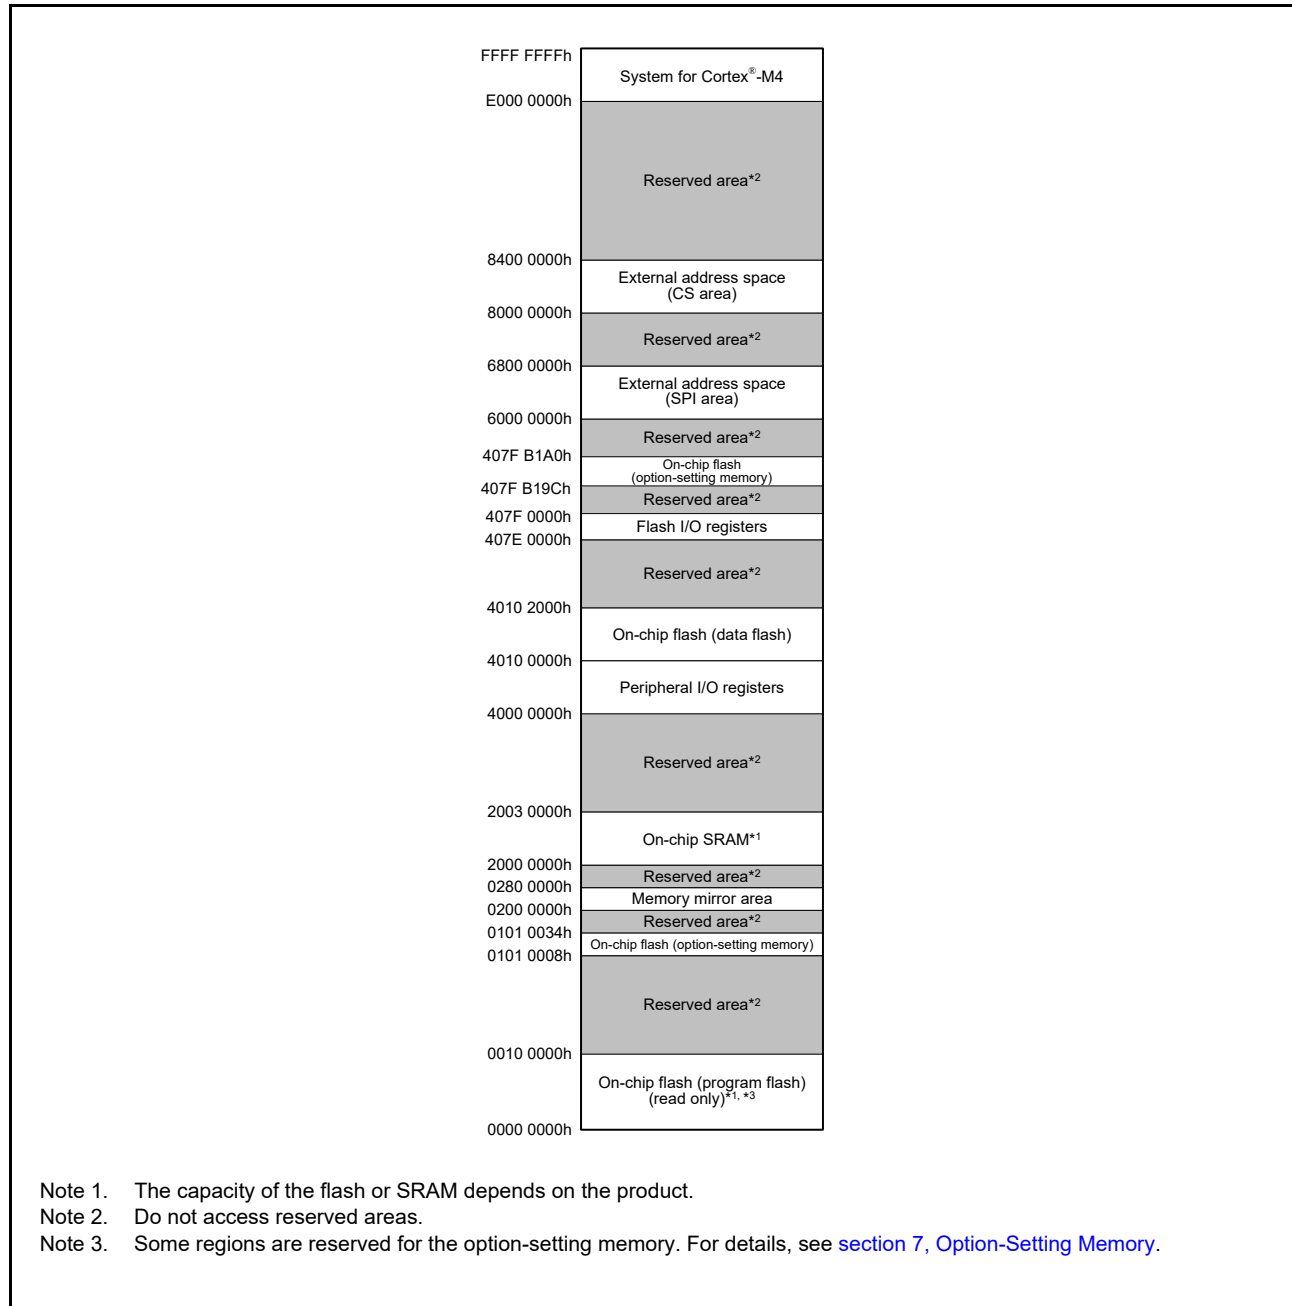 FFFF FFFFh
System for Cortex®-M4
E000 0000h
Reserved area*2
8400 0000h
External address space
(CS area)
8000 0000h
Reserved area*2
6800 0000h
External address space
(SPI area)
6000 0000h
Reserved area*2
407F B1A0h
On-chip flash
(option-setting memory)
407F B19Ch
Reserved area*2
407F 0000h
Flash I/O registers
407E 0000h
Reserved area*2
4010 2000h
On-chip flash (data flash)
4010 0000h
Peripheral I/O registers
4000 0000h
Reserved area*2
2003 0000h
On-chip SRAM*1
2000 0000h
Reserved area*2
0280 0000h
Memory mirror area
0200 0000h
Reserved area*2
0101 0034h
On-chip flash (option-setting memory)
0101 0008h
Reserved area*2
0010 0000h
On-chip flash (program flash)
(read only)*1, *3
0000 0000h
Note 1. The capacity of the flash or SRAM depends on the product.
Note 2. Do not access reserved areas.
Note 3. Some regions are reserved for the option-setting memory. For details, see section 7, Option-Setting Memory.